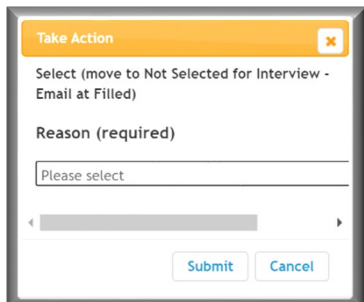 Take Action
Select (move to Not Selected for Interview -
Email at Filled)
Reason (required)
Please select
Submit
Cancel